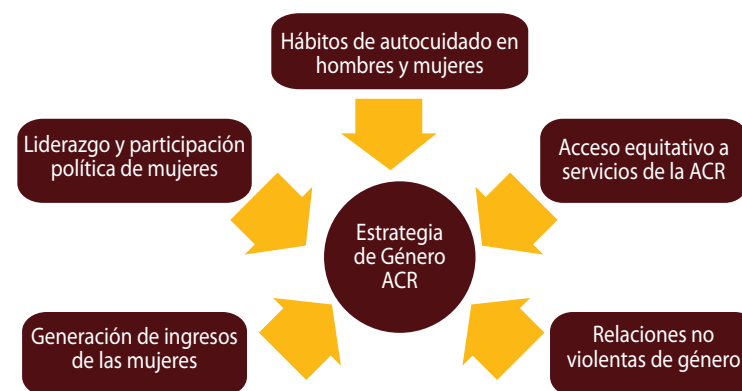 Hábitos de autocuidado en
hombres y mujeres
Liderazgo y participación
política de mujeres
Acceso equitativo a
servicios de la ACR
Estrategia
de Género
ACR
Generación de ingresos
de las mujeres
Relaciones no
violentas de género